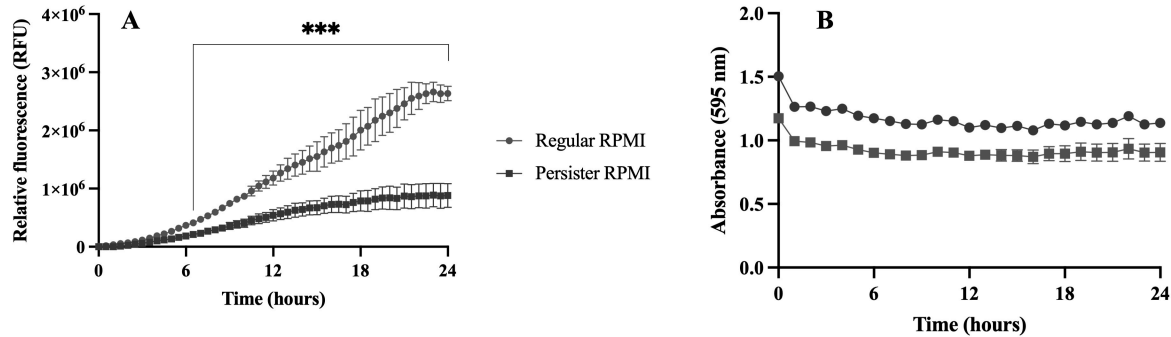 A
***
Relative fluorescence (RFU)
4×10⁶
3×10⁶
2×10⁶
1×10⁶
0
0 6 12 18 24
Time (hours)
Regular RPMI
Persister RPMI
B
Absorbance (595 nm)
2.0
1.5
1.0
0.5
0.0
0 6 12 18 24
Time (hours)